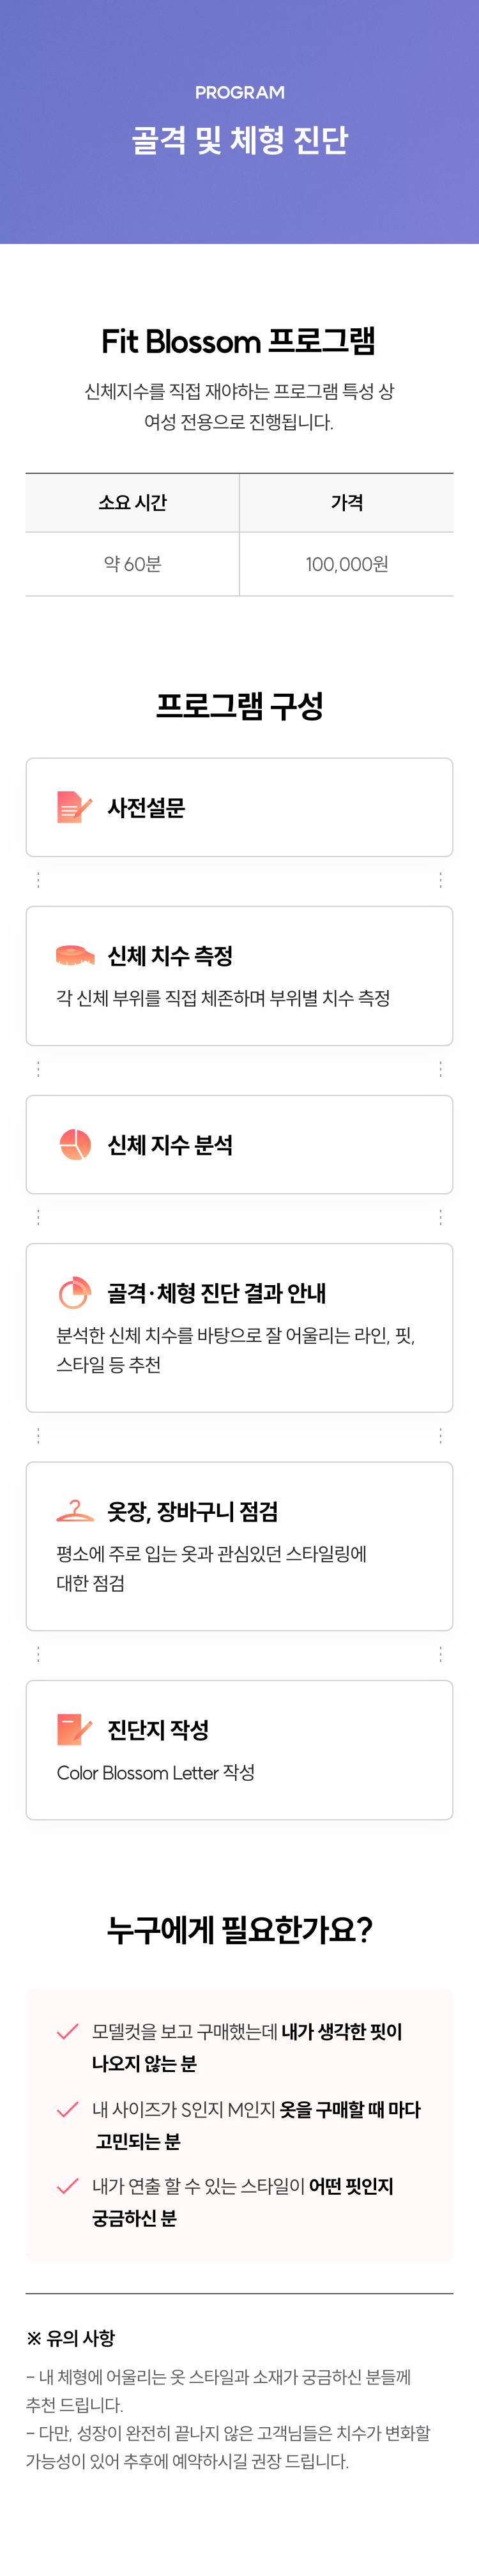 PROGRAM
골격 및 체형 진단
Fit Blossom 프로그램
신체지수를 직접 재야하는 프로그램 특성 상
여성 전용으로 진행됩니다.
소요 시간 가격
약 60분 100,000원
프로그램 구성
사전설문
신체 치수 측정
각 신체 부위를 직접 체존하며 부위별 치수 측정
신체 지수 분석
골격·체형 진단 결과 안내
분석한 신체 치수를 바탕으로 잘 어울리는 라인, 핏,
스타일 등 추천
옷장, 장바구니 점검
평소에 주로 입는 옷과 관심있던 스타일링에
대한 점검
진단지 작성
Color Blossom Letter 작성
누구에게 필요한가요?
모델컷을 보고 구매했는데 내가 생각한 핏이
나오지 않는 분
내 사이즈가 S인지 M인지 옷을 구매할 때 마다
고민되는 분
내가 연출 할 수 있는 스타일이 어떤 핏인지
궁금하신 분
※ 유의 사항
- 내 체형에 어울리는 옷 스타일과 소재가 궁금하신 분들께
추천 드립니다.
- 다만, 성장이 완전히 끝나지 않은 고객님들은 치수가 변화할
가능성이 있어 추후에 예약하시길 권장 드립니다.